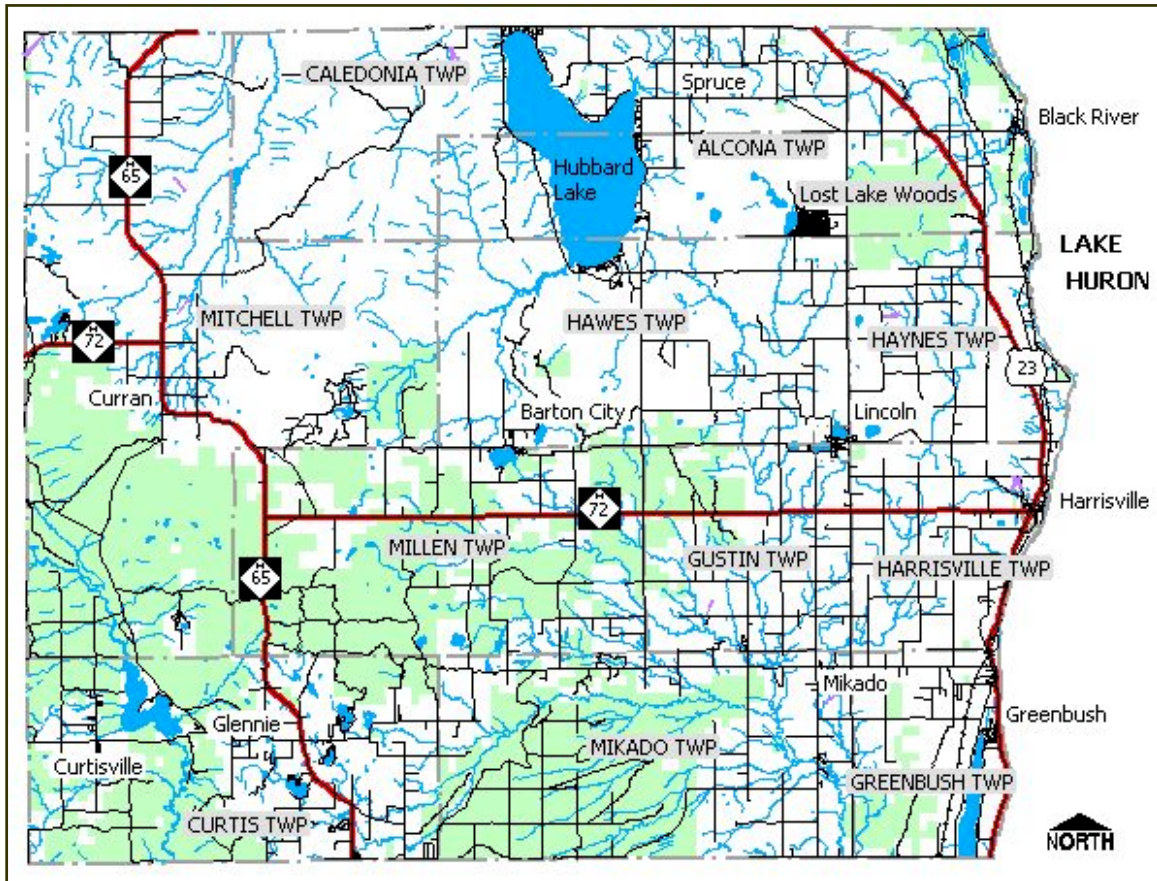 CALEDONIA TWP
Spruce
Black River
ALCONA TWP
Hubbard
Lake
H
65
Lost Lake Woods
LAKE
HURON
MITCHELL TWP
HAWES TWP
HAYNES TWP
H
72
23
Curran
Barton City
Lincoln
Harrisville
H
72
MILLEN TWP
GUSTIN TWP
HARRISVILLE TWP
H
65
Mikado
Greenbush
Glennie
MIKADO TWP
Curtisville
GREENBUSH TWP
CURTIS TWP
NORTH